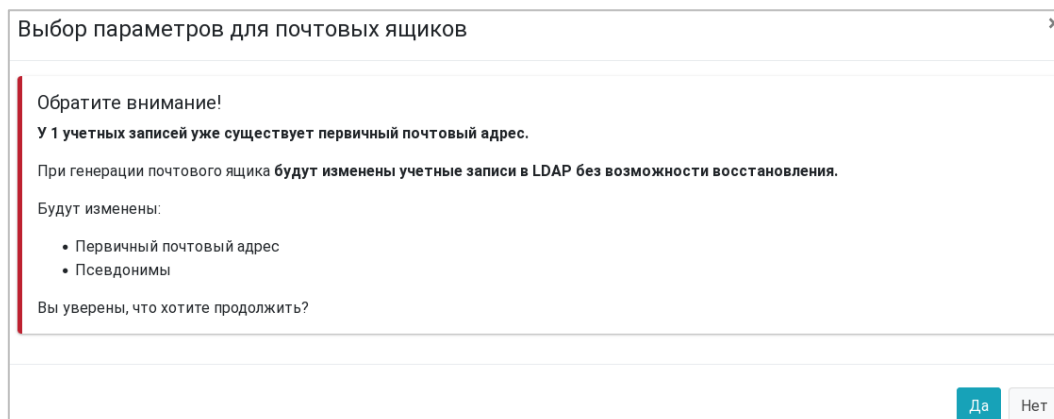 Выбор параметров для почтовых ящиков
×
Обратите внимание!
У 1 учетных записей уже существует первичный почтовый адрес.
При генерации почтового ящика будут изменены учетные записи в LDAP без возможности восстановления.
Будут изменены:
• Первичный почтовый адрес
• Псевдонимы
Вы уверены, что хотите продолжить?
Да Нет